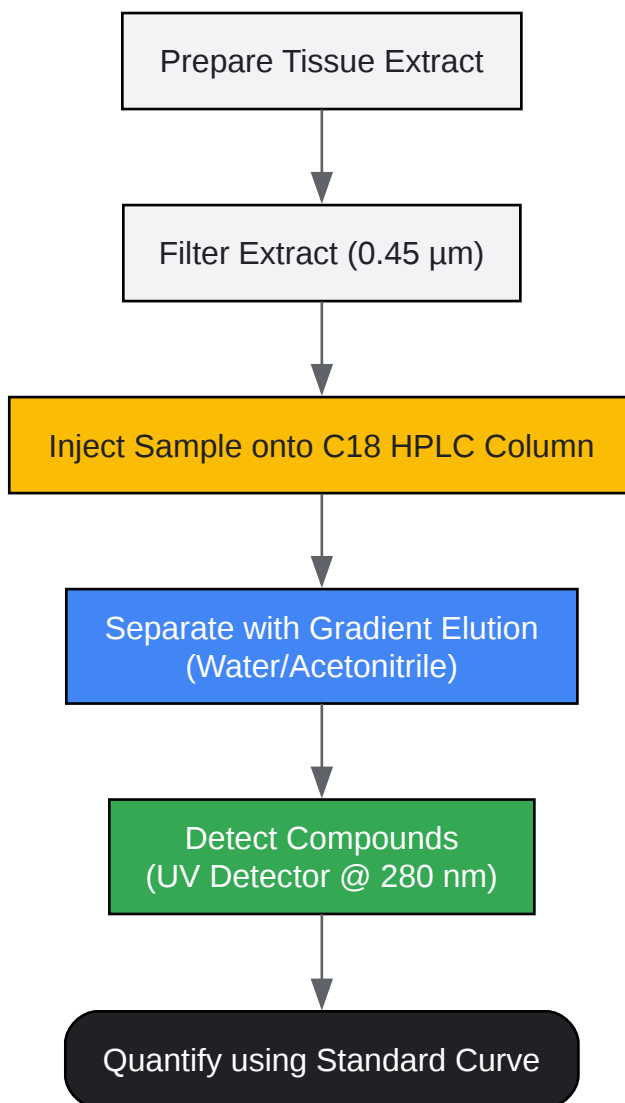 Prepare Tissue Extract
Filter Extract (0.45 µm)
Inject Sample onto C18 HPLC Column
Separate with Gradient Elution
(Water/Acetonitrile)
Detect Compounds
(UV Detector @ 280 nm)
Quantify using Standard Curve